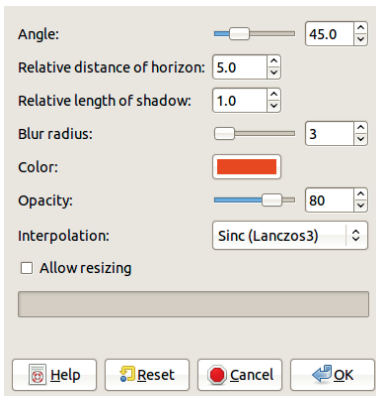 Angle: 45.0
Relative distance of horizon: 5.0
Relative length of shadow: 1.0
Blur radius: 3
Color:
Opacity: 80
Interpolation: Sinc (Lanczos3)
Allow resizing
Help Reset Cancel OK